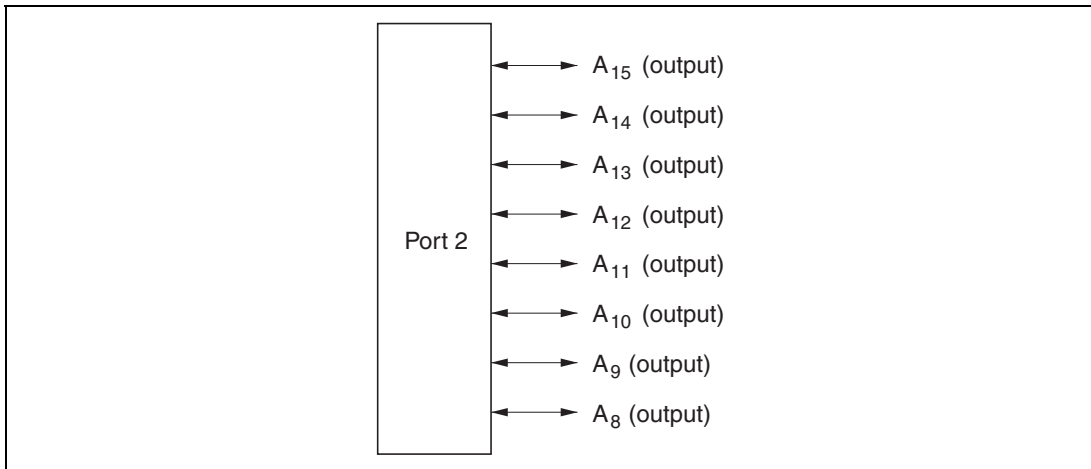 A15 (output)
A14 (output)
A13 (output)
A12 (output)
Port 2
A11 (output)
A10 (output)
A9 (output)
A8 (output)